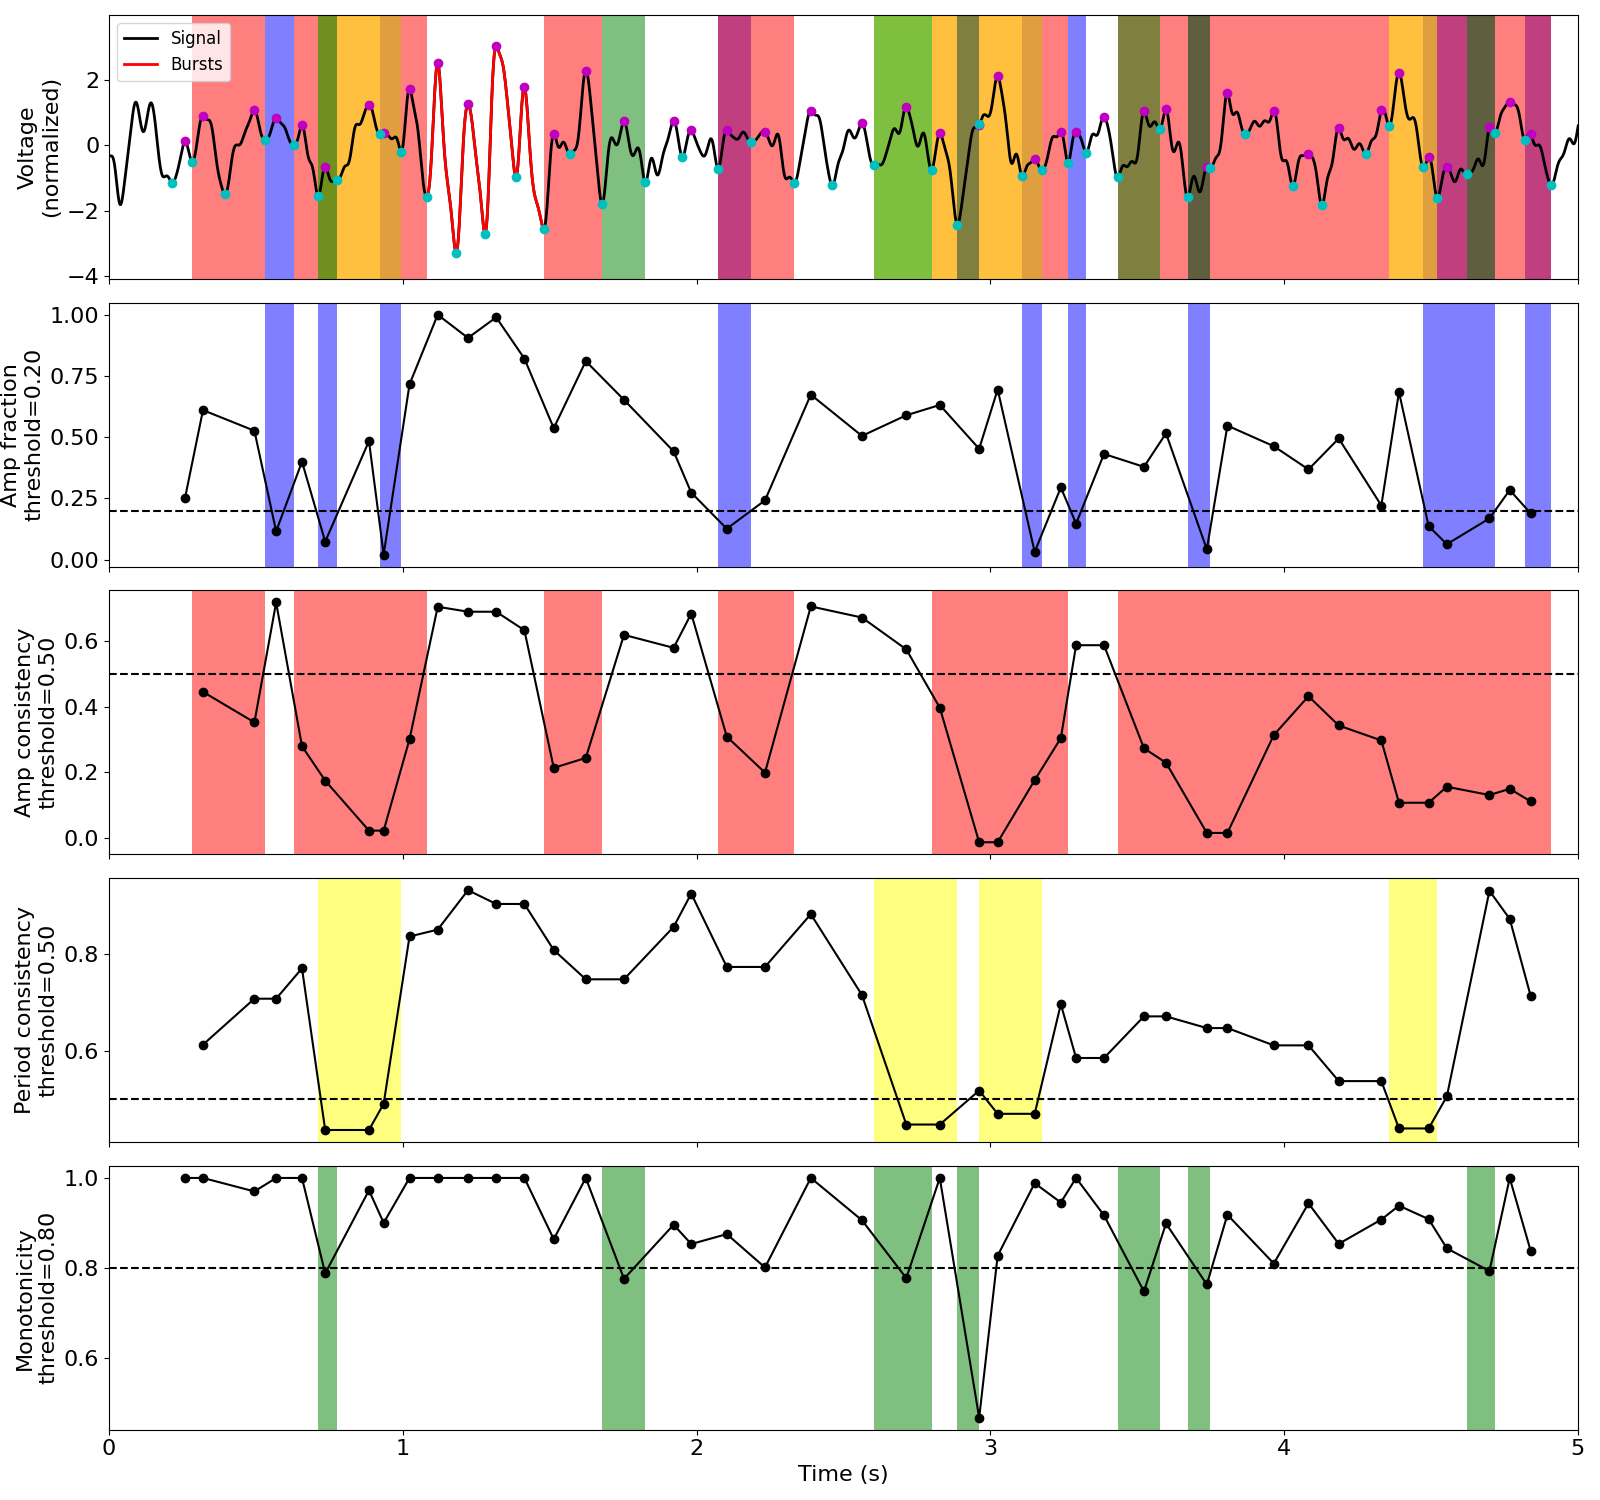 Voltage
(normalized)
2
0
−2
−4
Signal
Bursts
Amp fraction
threshold=0.20
1.00
0.75
0.50
0.25
0.00
Amp consistency
threshold=0.50
0.6
0.4
0.2
0.0
Period consistency
threshold=0.50
0.8
0.6
Monotonicity
threshold=0.80
1.0
0.8
0.6
0 1 2 3 4 5
Time (s)